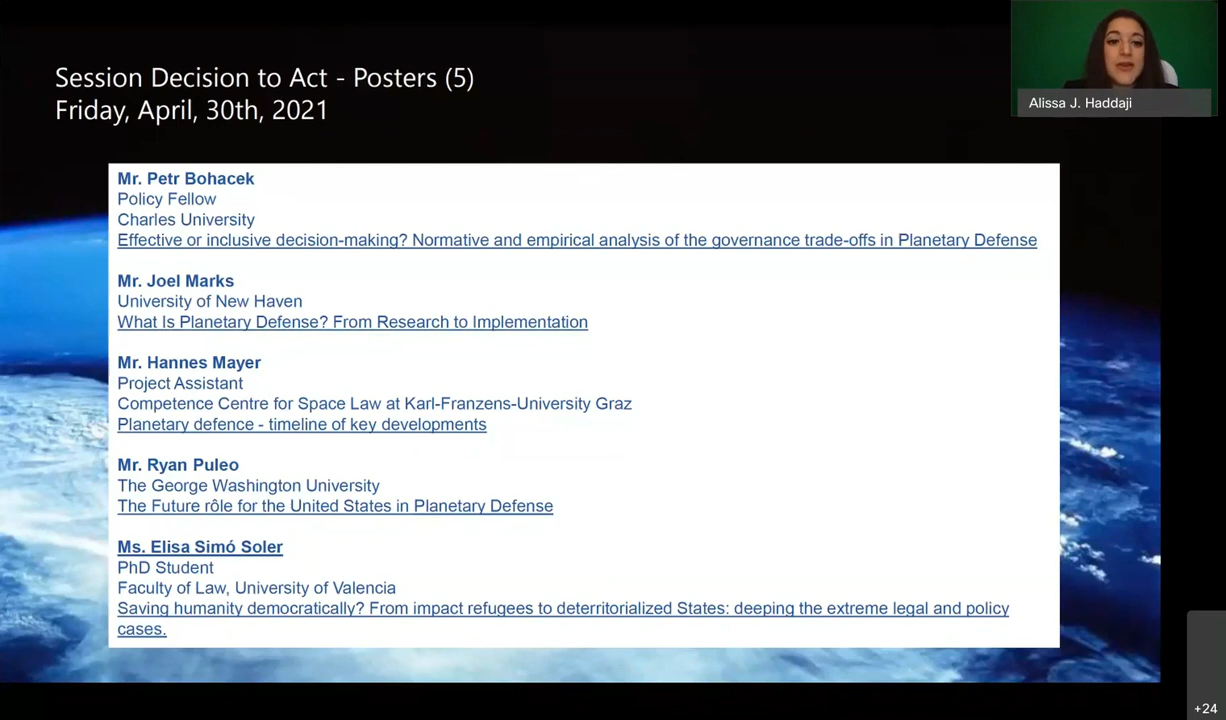 Session Decision to Act - Posters (5)
Friday, April, 30th, 2021
Alissa J. Haddaji
Mr. Petr Bohacek
Policy Fellow
Charles University
Effective or inclusive decision-making? Normative and empirical analysis of the governance trade-offs in Planetary Defense
Mr. Joel Marks
University of New Haven
What Is Planetary Defense? From Research to Implementation
Mr. Hannes Mayer
Project Assistant
Competence Centre for Space Law at Karl-Franzens-University Graz
Planetary defence - timeline of key developments
Mr. Ryan Puleo
The George Washington University
The Future rôle for the United States in Planetary Defense
Ms. Elisa Simó Soler
PhD Student
Faculty of Law, University of Valencia
Saving humanity democratically? From impact refugees to deterritorialized States: deeping the extreme legal and policy
cases.
+24